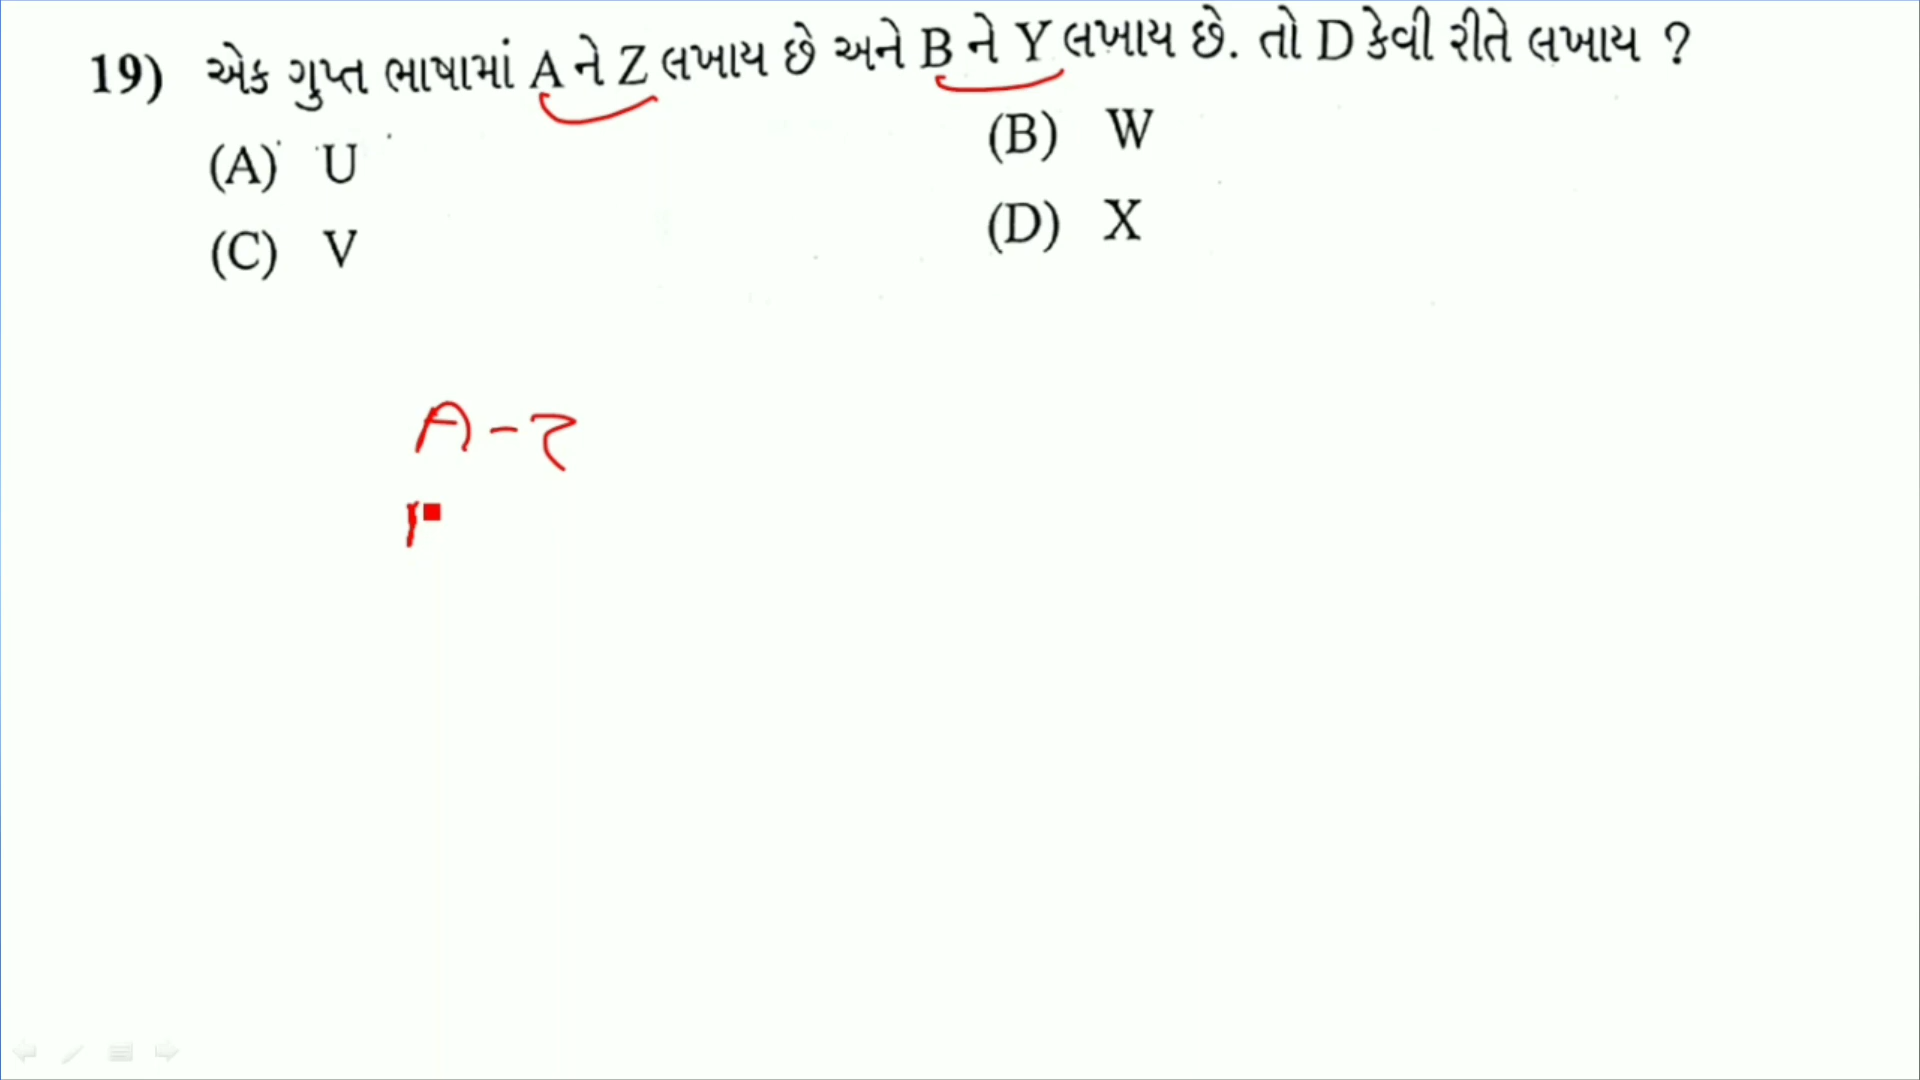 19) એક ગુપ્ત ભાષામાં A ને Z લખાય છે અને B ને Y લખાય છે. તો D કેવી રીતે લખાય ?
(A) U (B) W
(C) V (D) X
A - Z